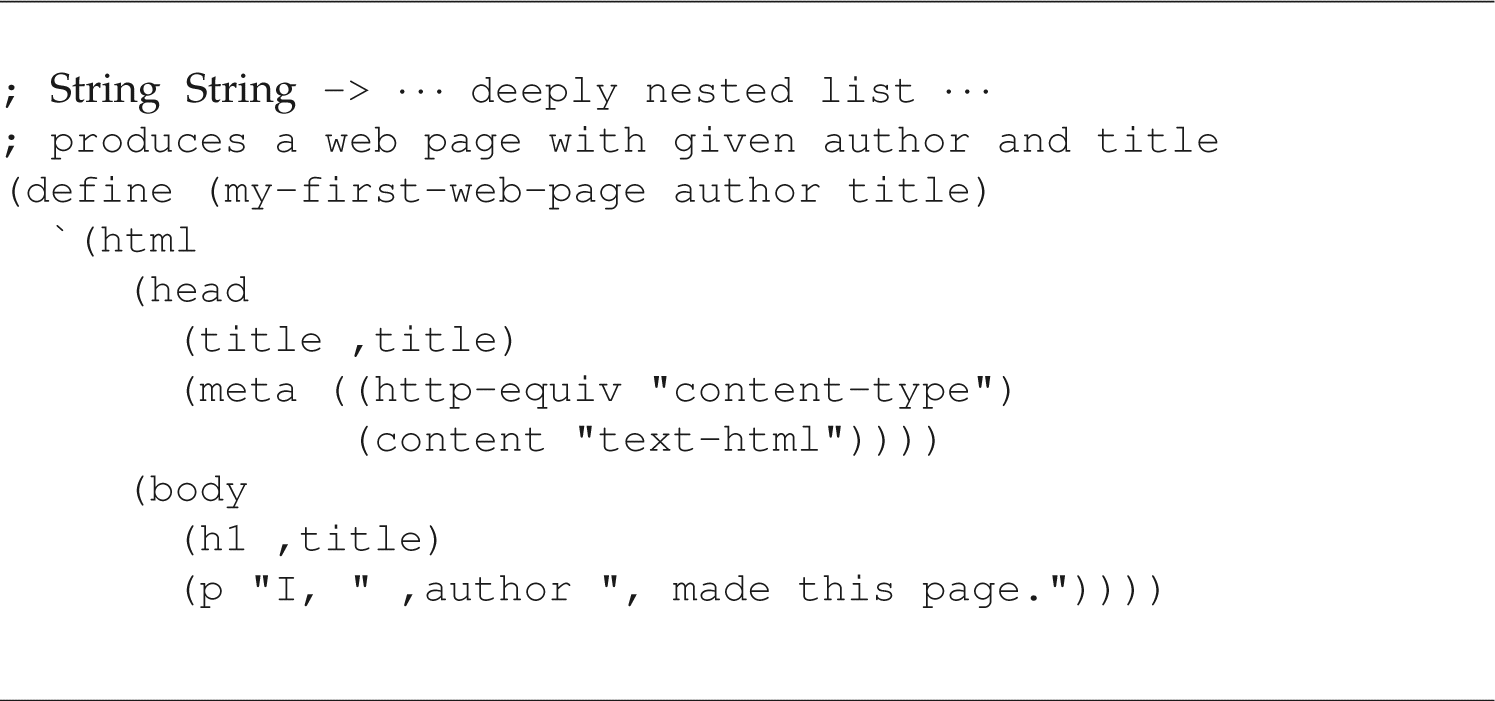 ; String String -> ··· deeply nested list ···
; produces a web page with given author and title
(define (my-first-web-page author title)
  `(html
     (head
       (title ,title)
       (meta ((http-equiv "content-type")
              (content "text-html"))))
     (body
       (h1 ,title)
       (p "I, " ,author ", made this page."))))